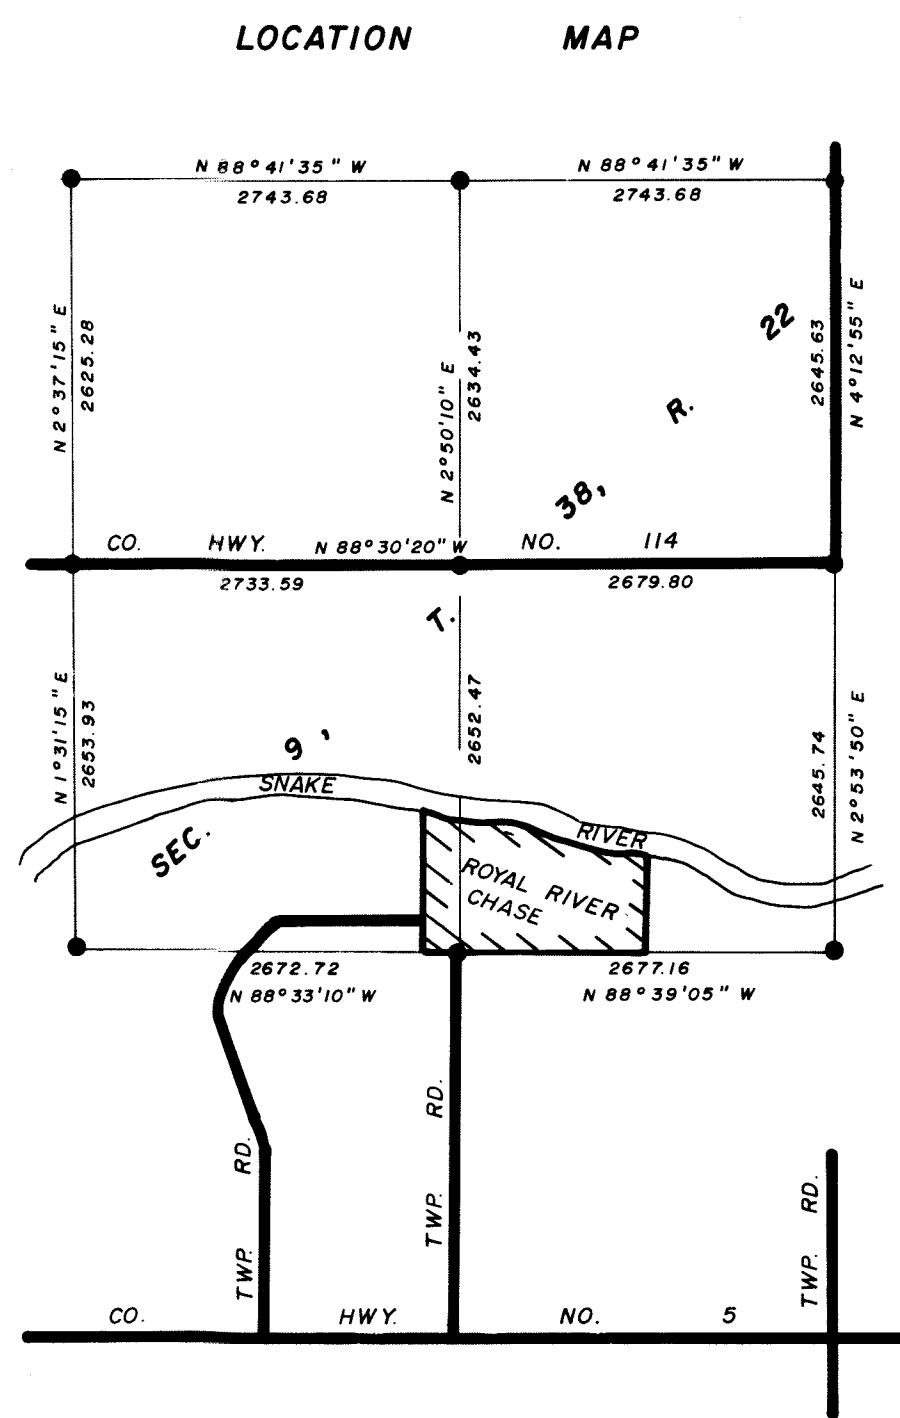 LOCATION MAP
N 88° 41' 35" W
2743.68
N 88° 41' 35" W
2743.68
N 2° 37' 15" E
2625.28
N 2° 50' 10" E
2634.43
2645.63
N 4° 12' 55" E
CO. HWY. NO. 114
N 88° 30' 20" W
2733.59
2679.80
SEC. 9, T. 38, R. 22
N 1° 31' 15" E
2653.93
2652.47
2645.74
N 2° 53' 50" E
SNAKE RIVER
ROYAL RIVER
CHASE
2672.72
N 88° 33' 10" W
2677.16
N 88° 39' 05" W
TWP. RD.
TWP. RD.
TWP. RD.
CO. HWY. NO. 5